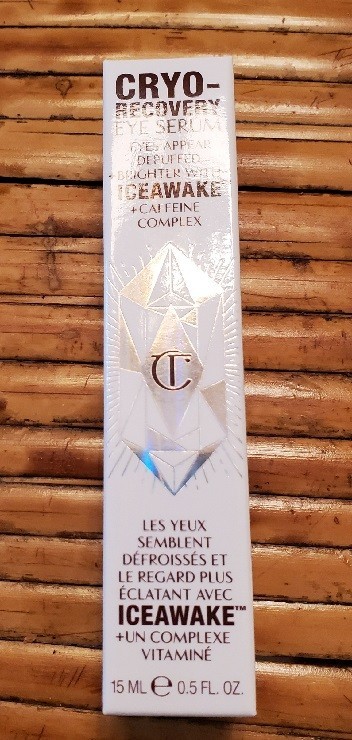 CRYO-
RECOVERY
EYE SERUM
EYES APPEAR
DEPUFFED
+BRIGHTER WITH
ICEAWAKE™
+CAFFEINE
COMPLEX
CT
LES YEUX
SEMBLENT
DÉFROISSÉS ET
LE REGARD PLUS
ÉCLATANT AVEC
ICEAWAKE™
+UN COMPLEXE
VITAMINÉ
15 ML ℮ 0.5 FL. OZ.